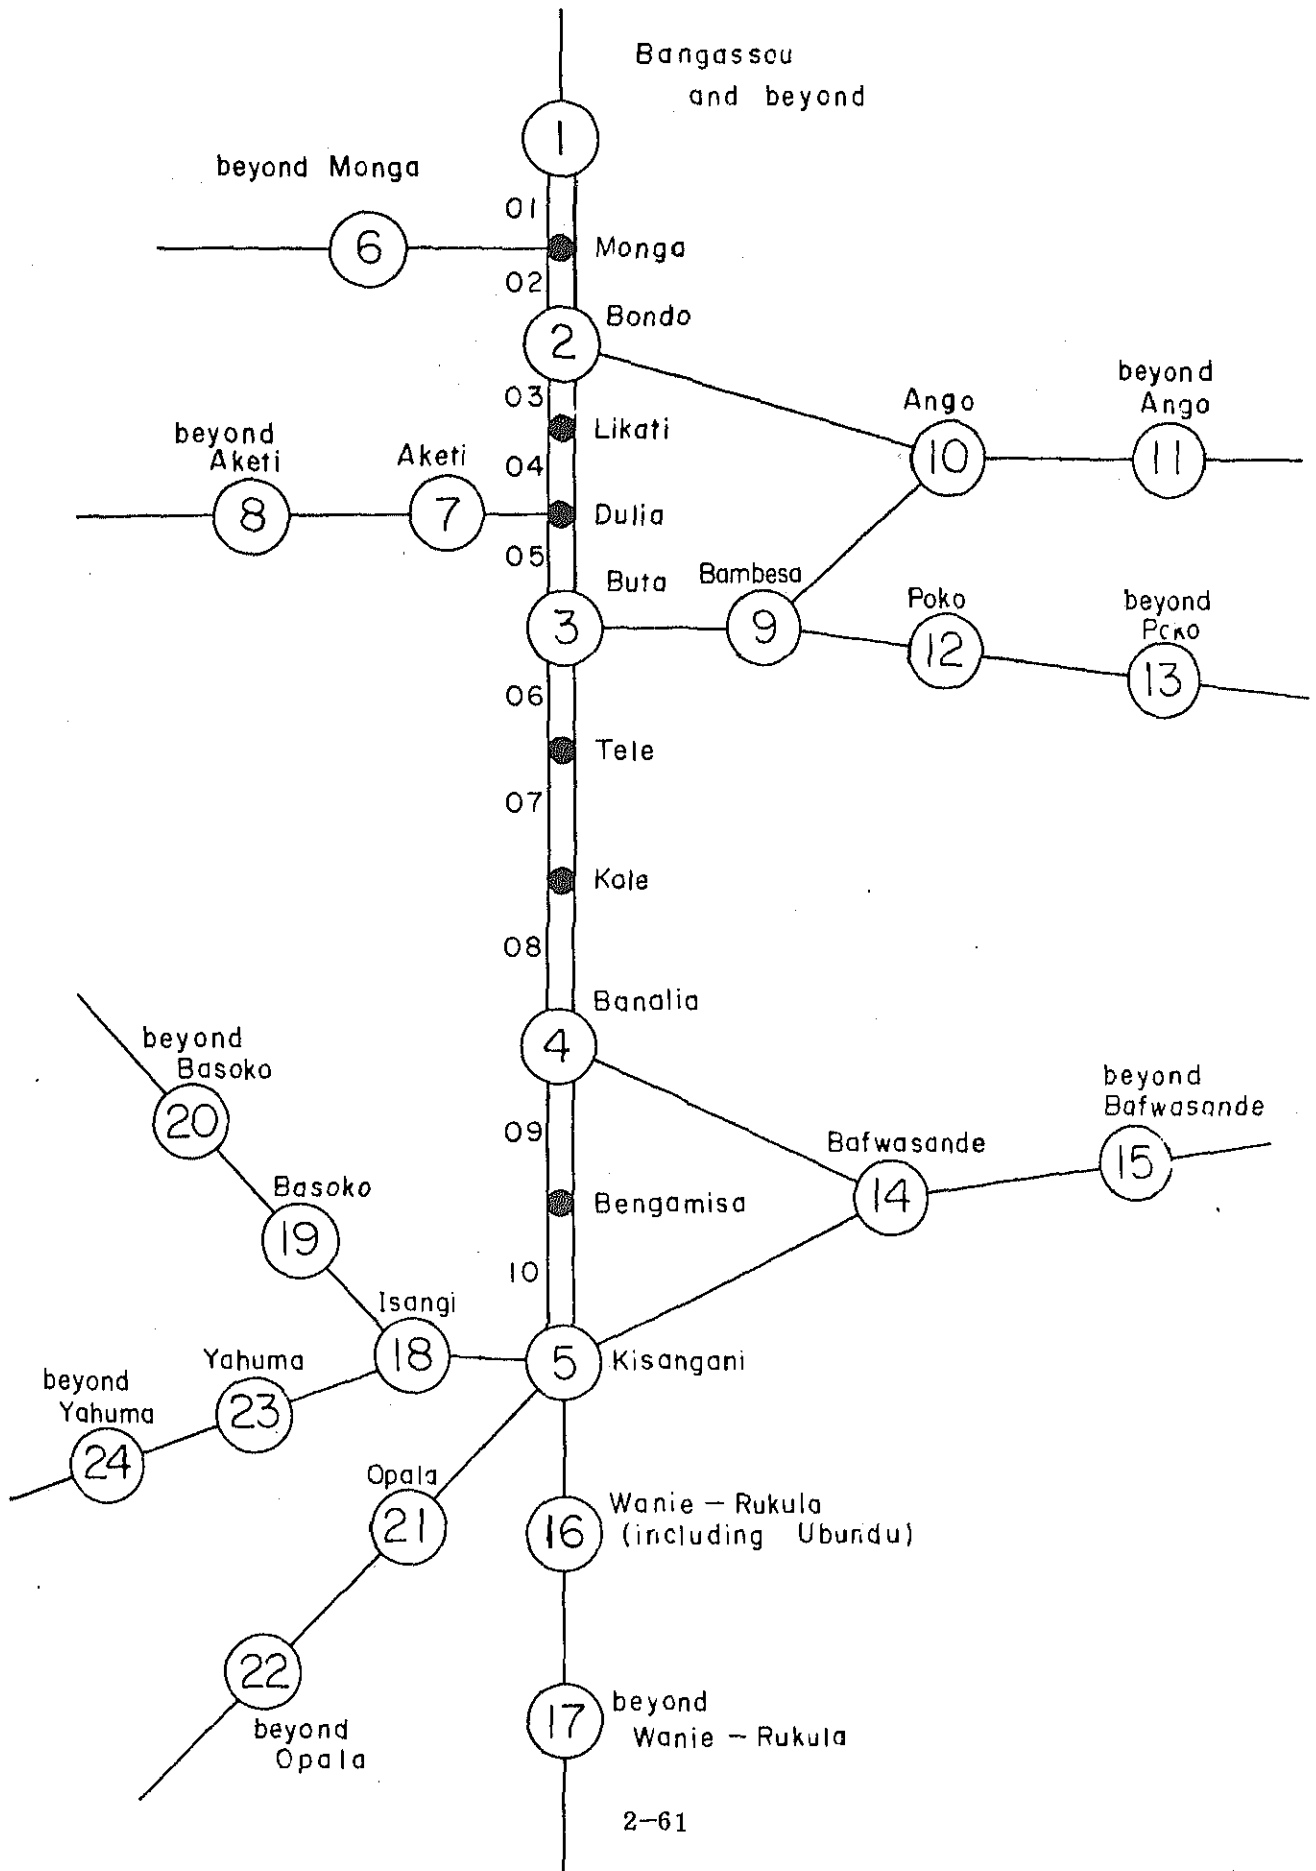 Bangassou
and beyond
1
beyond Monga
01
6
Monga
02
Bondo
2
03
beyond
Ango
Ango
Likati
10
11
beyond
Aketi
Aketi
04
8
7
Dulia
05
Buta
Bambesa
Poko
beyond
Poko
3
9
12
13
06
Tele
07
Kale
08
Banalia
4
beyond
Basoko
20
beyond
Bafwasande
09
Bafwasande
15
Basoko
14
Bengamisa
19
10
Isangi
18
5
Kisangani
Yahuma
beyond
Yahuma
23
24
Opala
21
Wanie - Rukula
(including Ubundu)
16
22
beyond
Opala
17
beyond
Wanie - Rukula
2-61